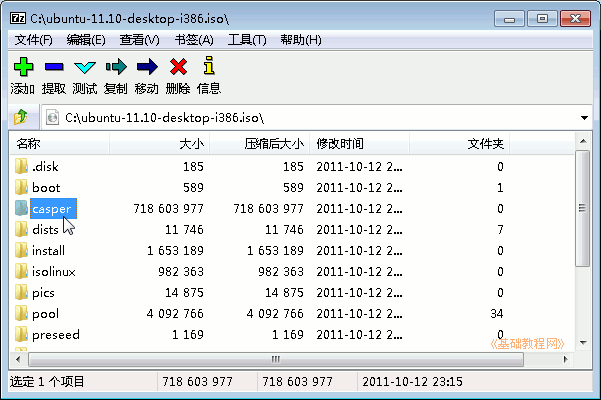 7z C:\ubuntu-11.10-desktop-i386.iso\
文件(F) 编辑(E) 查看(V) 书签(A) 工具(T) 帮助(H)
添加 提取 测试 复制 移动 删除 信息
C:\ubuntu-11.10-desktop-i386.iso\
名称 大小 压缩后大小 修改时间 文件夹
.disk 185 185 2011-10-12 2... 0
boot 589 589 2011-10-12 2... 1
casper 718 603 977 718 603 977 2011-10-12 2... 0
dists 11 746 11 746 2011-10-12 2... 7
install 1 653 189 1 653 189 2011-10-12 2... 0
isolinux 982 363 982 363 2011-10-12 2... 0
pics 14 875 14 875 2011-10-12 2... 0
pool 4 092 766 4 092 766 2011-10-12 2... 34
preseed 1 169 1 169 2011-10-12 2... 0
《基础教程网》
选定 1 个项目 718 603 977 718 603 977 2011-10-12 23:15